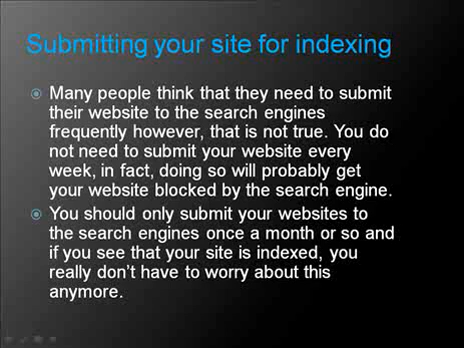 Submitting your site for indexing
Many people think that they need to submit
their website to the search engines
frequently however, that is not true. You do
not need to submit your website every
week, in fact, doing so will probably get
your website blocked by the search engine.
You should only submit your websites to
the search engines once a month or so and
if you see that your site is indexed, you
really don't have to worry about this
anymore.